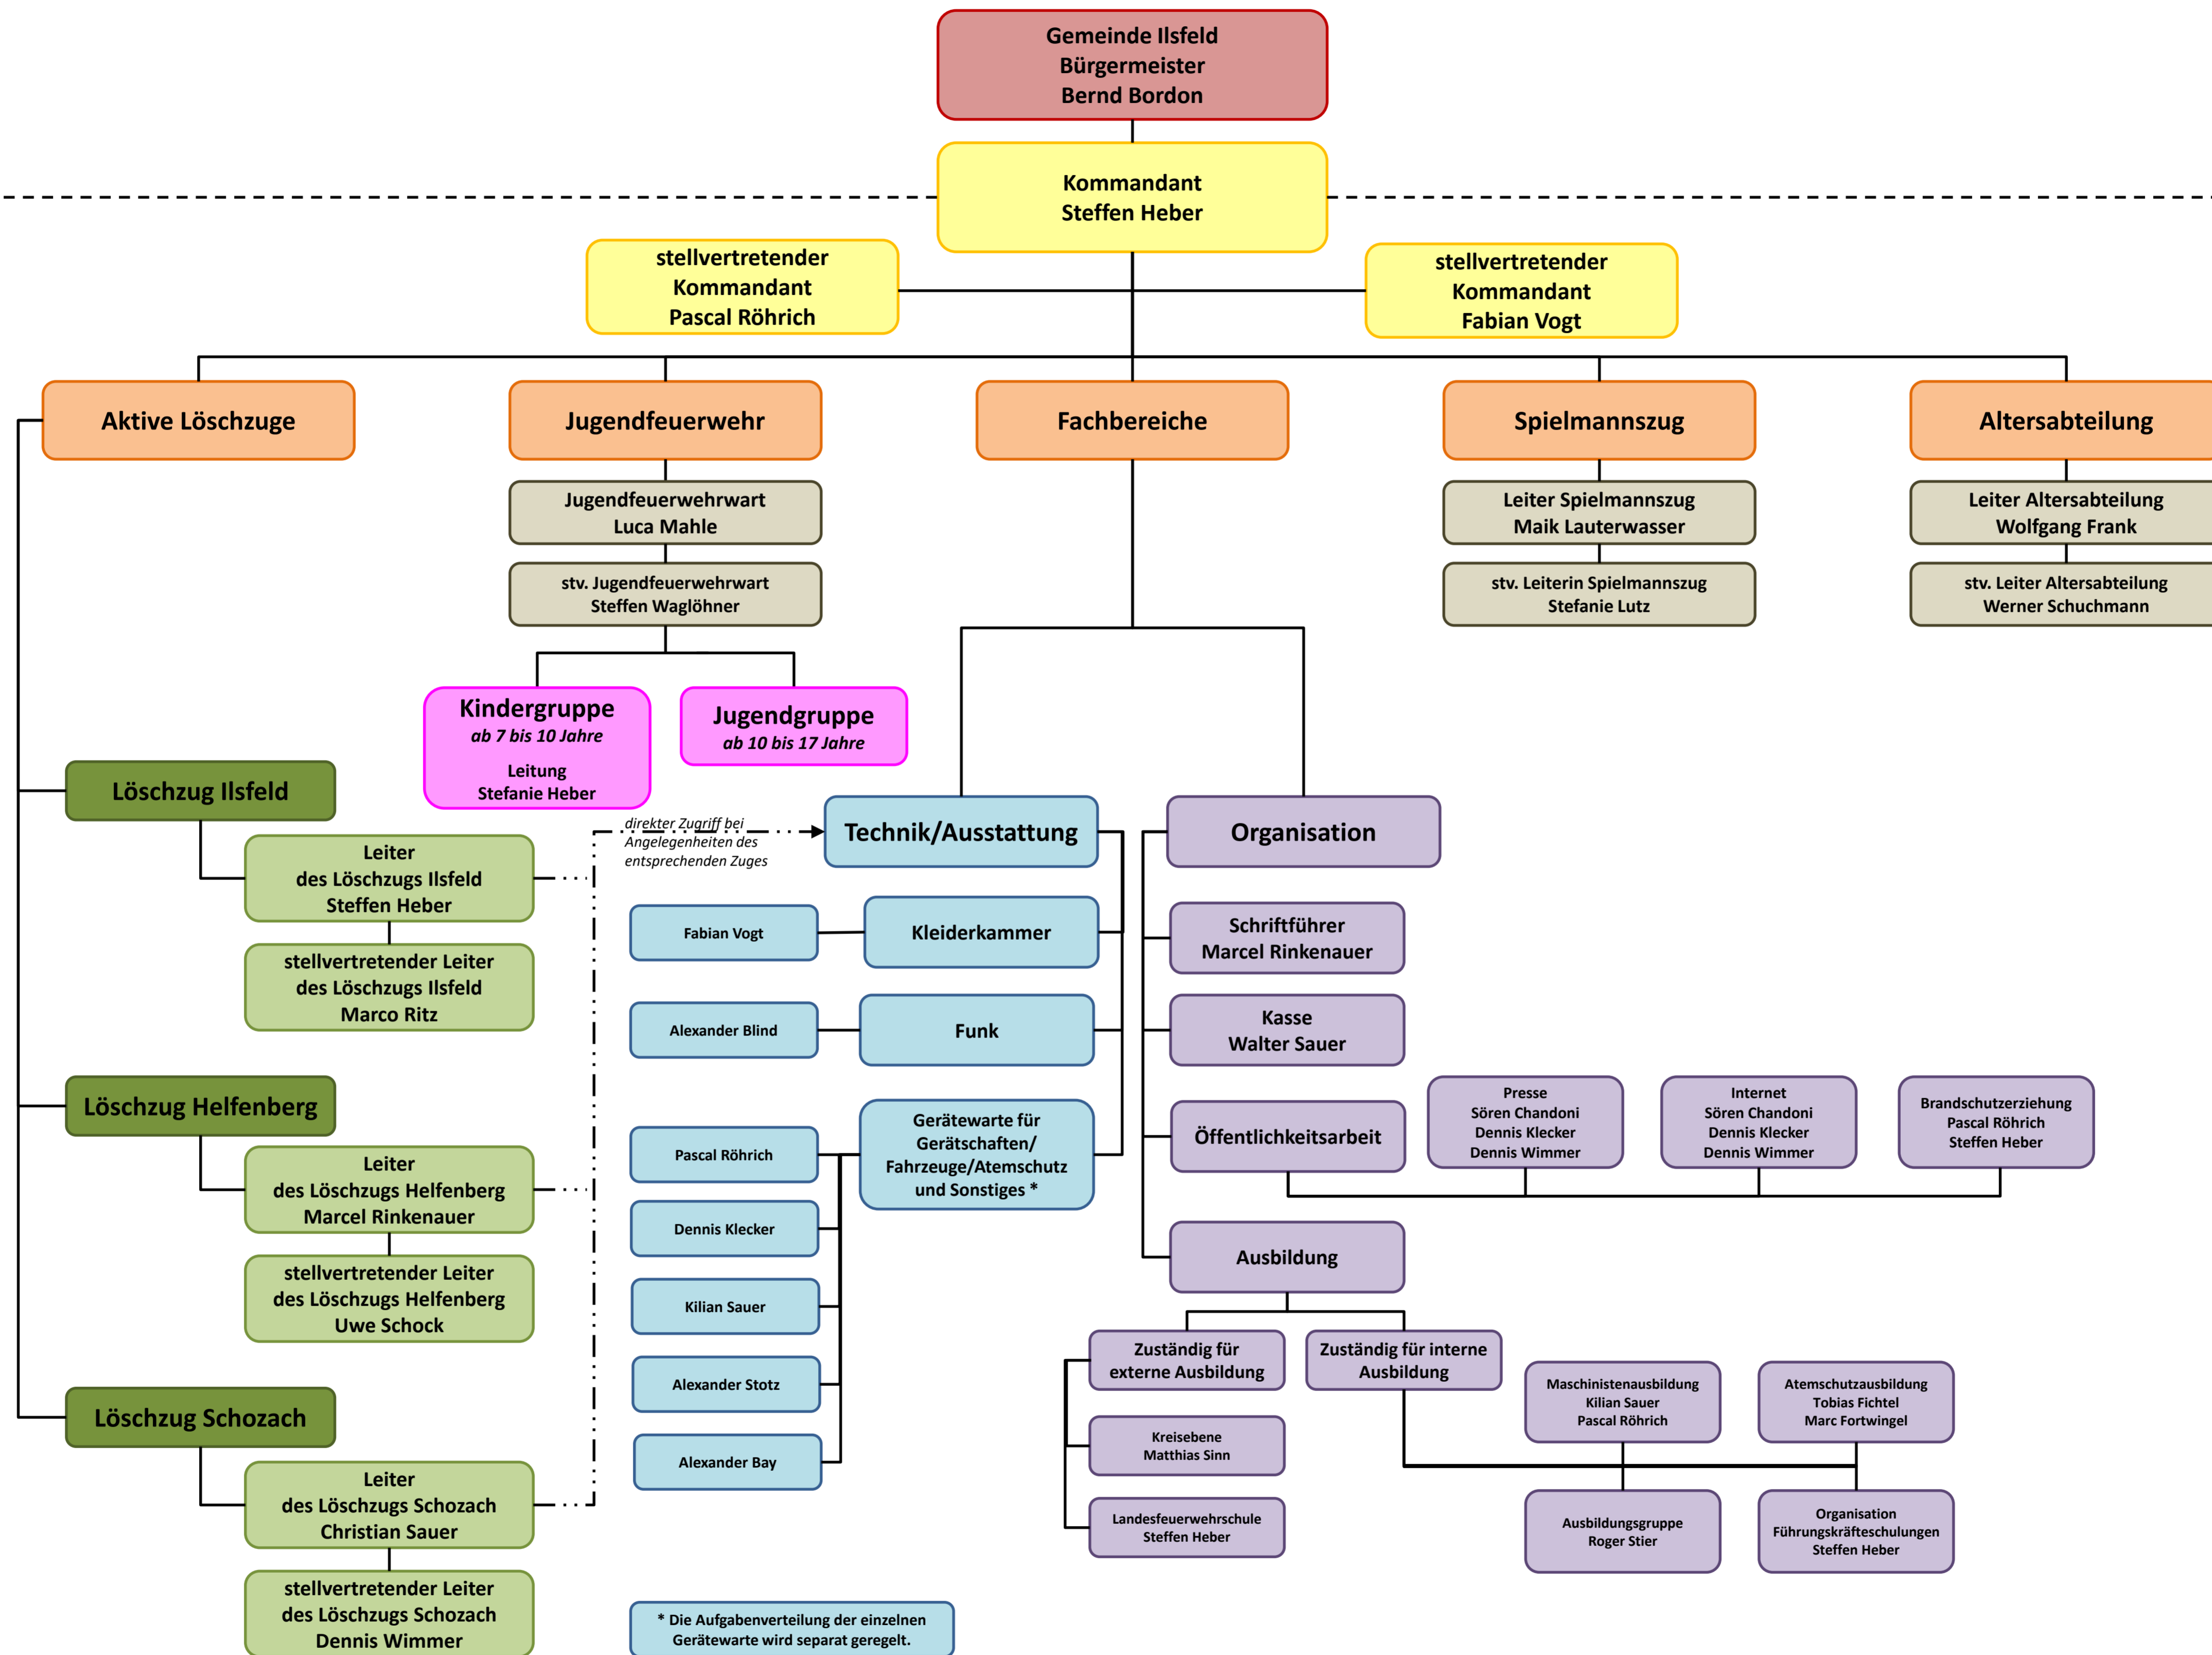 Gemeinde Ilsfeld
Bürgermeister
Bernd Bordon
Kommandant
Steffen Heber
stellvertretender
Kommandant
Pascal Röhrich
stellvertretender
Kommandant
Fabian Vogt
Aktive Löschzuge
Jugendfeuerwehr
Fachbereiche
Spielmannszug
Altersabteilung
Jugendfeuerwehrwart
Luca Mahle
stv. Jugendfeuerwehrwart
Steffen Waglöhner
Leiter Spielmannszug
Maik Lauterwasser
stv. Leiterin Spielmannszug
Stefanie Lutz
Leiter Altersabteilung
Wolfgang Frank
stv. Leiter Altersabteilung
Werner Schuchmann
Kindergruppe
ab 7 bis 10 Jahre
Leitung
Stefanie Heber
Jugendgruppe
ab 10 bis 17 Jahre
Löschzug Ilsfeld
Leiter
des Löschzugs Ilsfeld
Steffen Heber
stellvertretender Leiter
des Löschzugs Ilsfeld
Marco Ritz
Löschzug Helfenberg
Leiter
des Löschzugs Helfenberg
Marcel Rinkenauer
stellvertretender Leiter
des Löschzugs Helfenberg
Uwe Schock
Löschzug Schozach
Leiter
des Löschzugs Schozach
Christian Sauer
stellvertretender Leiter
des Löschzugs Schozach
Dennis Wimmer
direkter Zugriff bei
Angelegenheiten des
entsprechenden Zuges
Technik/Ausstattung
Fabian Vogt
Kleiderkammer
Alexander Blind
Funk
Gerätewarte für
Gerätschaften/
Fahrzeuge/Atemschutz
und Sonstiges *
Pascal Röhrich
Dennis Klecker
Kilian Sauer
Alexander Stotz
Alexander Bay
* Die Aufgabenverteilung der einzelnen
Gerätewarte wird separat geregelt.
Organisation
Schriftführer
Marcel Rinkenauer
Kasse
Walter Sauer
Öffentlichkeitsarbeit
Presse
Sören Chandoni
Dennis Klecker
Dennis Wimmer
Internet
Sören Chandoni
Dennis Klecker
Dennis Wimmer
Brandschutzerziehung
Pascal Röhrich
Steffen Heber
Ausbildung
Zuständig für
externe Ausbildung
Kreisebene
Matthias Sinn
Landesfeuerwehrschule
Steffen Heber
Zuständig für interne
Ausbildung
Maschinistenausbildung
Kilian Sauer
Pascal Röhrich
Atemschutzausbildung
Tobias Fichtel
Marc Fortwingel
Ausbildungsgruppe
Roger Stier
Organisation
Führungskräfteschulungen
Steffen Heber